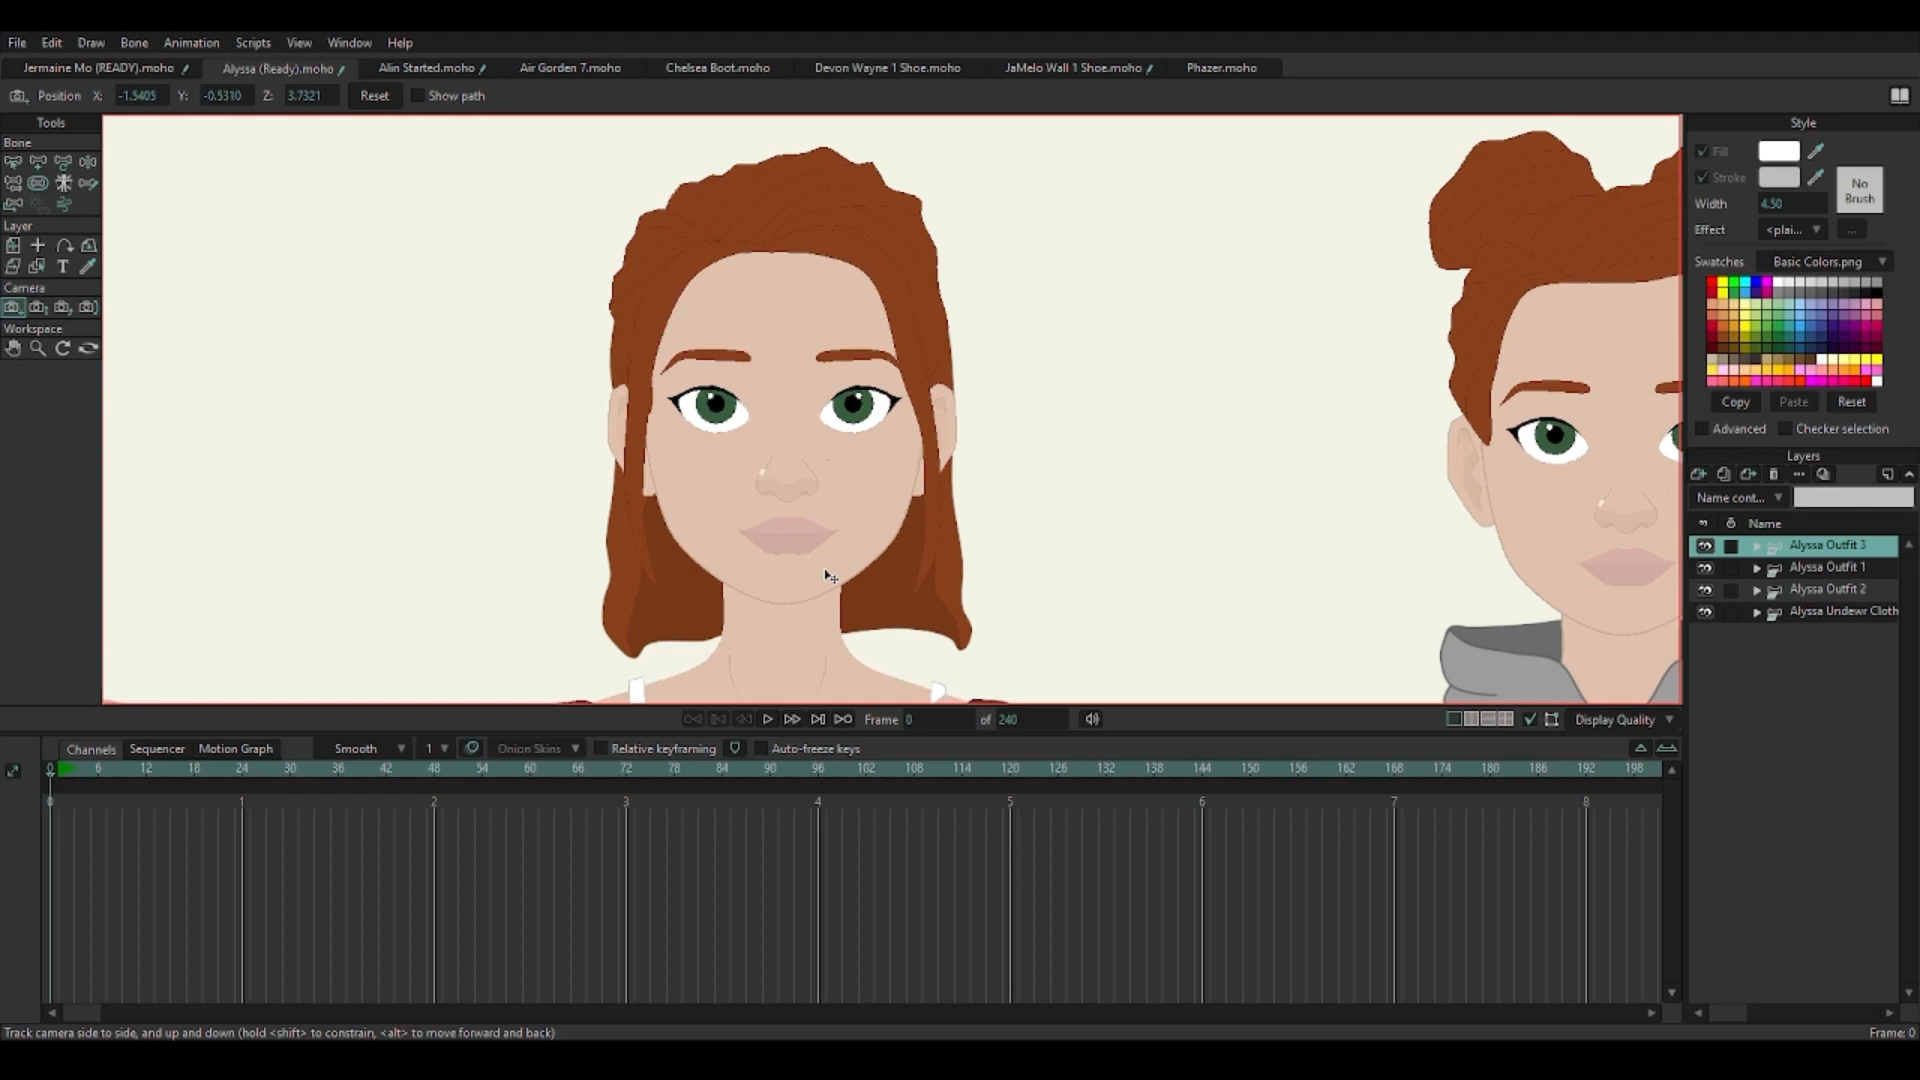 File Edit Draw Bone Animation Scripts View Window Help
Jermaine Mo (READY).moho Alyssa (Ready).moho Alin Started.moho Air Gorden 7.moho Chelsea Boot.moho Devon Wayne 1 Shoe.moho JaMelo Wall 1 Shoe.moho Phazer.moho
Position X: -1.5405 Y: -0.5310 Z: 3.7321 Reset Show path
Tools
Bone
Layer
T
Camera
Workspace
Style
Fill
Stroke
No Brush
Width 4.50
Effect <plai... ...
Swatches Basic Colors.png
Copy Paste Reset
Advanced Checker selection
Layers
Name cont...
Name
Alyssa Outfit 3
Alyssa Outfit 1
Alyssa Outfit 2
Alyssa Undewr Cloth
Frame 0 of 240 Display Quality
Channels Sequencer Motion Graph Smooth 1 Onion Skins Relative keyframing Auto-freeze keys
0 6 12 18 24 30 36 42 48 54 60 66 72 78 84 90 96 102 108 114 120 126 132 138 144 150 156 162 168 174 180 186 192 198
0 1 2 3 4 5 6 7 8
Track camera side to side, and up and down (hold <shift> to constrain, <alt> to move forward and back) Frame: 0